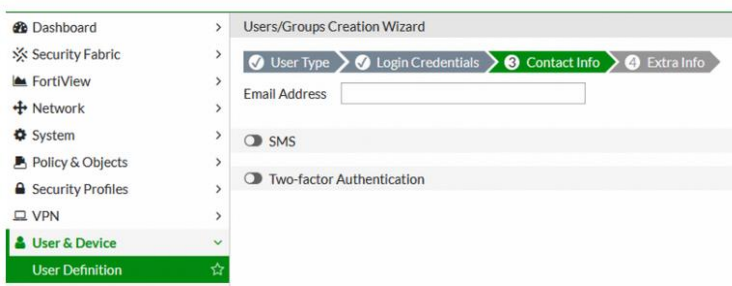 Dashboard
Security Fabric
FortiView
Network
System
Policy & Objects
Security Profiles
VPN
User & Device
User Definition
Users/Groups Creation Wizard
User Type
Login Credentials
3 Contact Info
4 Extra Info
Email Address
SMS
Two-factor Authentication